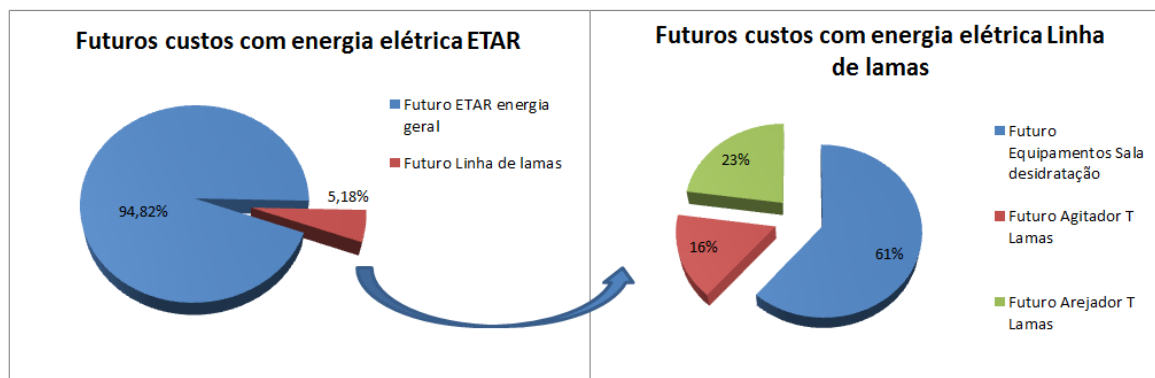 Futuros custos com energia elétrica ETAR
Futuro ETAR energia
geral
Futuro Linha de lamas
94,82%
5,18%
Futuros custos com energia elétrica Linha
de lamas
23%
16%
61%
Futuro
Equipamentos Sala
desidratação
Futuro Agitador T
Lamas
Futuro Arejador T
Lamas